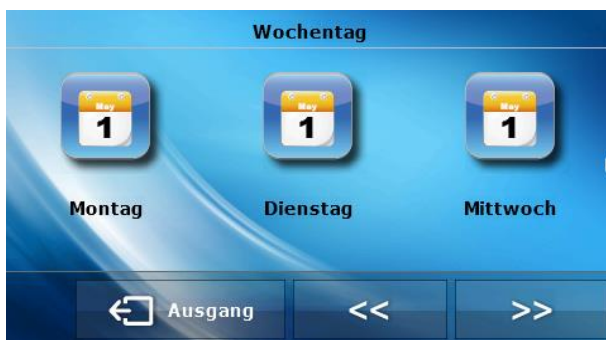 Wochentag
May May May
1 1 1
Montag Dienstag Mittwoch
Ausgang << >>